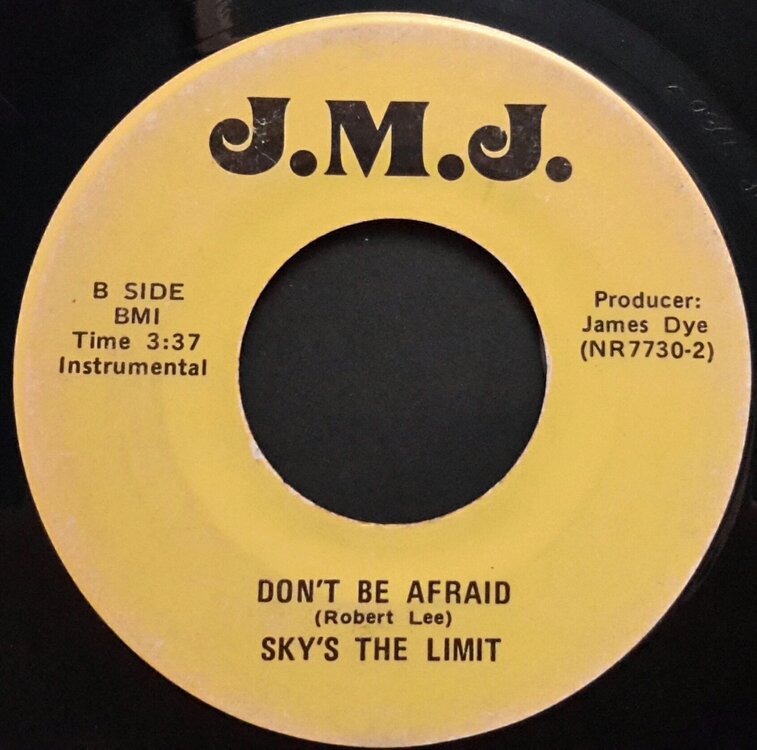 J.M.J.
B SIDE
BMI
Time 3:37
Instrumental
Producer:
James Dye
(NR7730-2)
DON'T BE AFRAID
(Robert Lee)
SKY'S THE LIMIT